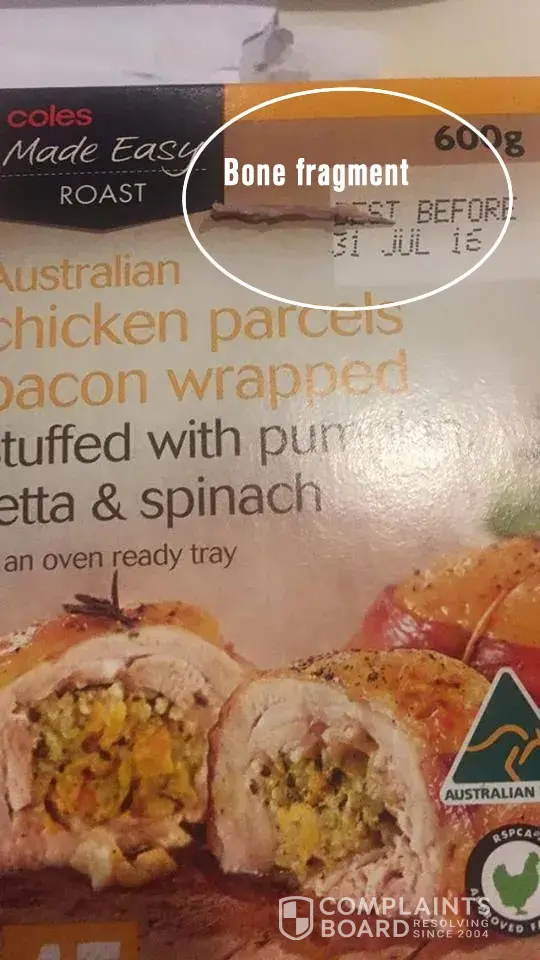 coles
Made Easy
ROAST
600g
Bone fragment
BEST BEFORE
31 JUL 16
Australian
chicken parcels
bacon wrapped
stuffed with pumpkin,
etta & spinach
an oven ready tray
AUSTRALIAN
RSPCA
COMPLAINTS
BOARD RESOLVING
SINCE 2004